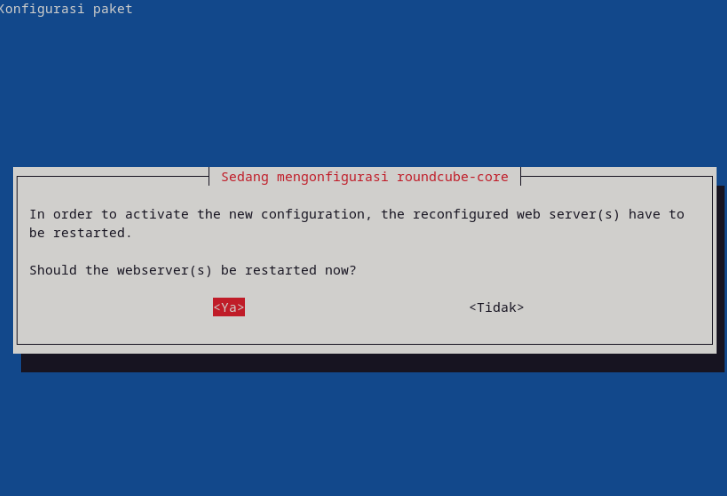 Konfigurasi paket
Sedang mengonfigurasi roundcube-core
In order to activate the new configuration, the reconfigured web server(s) have to
be restarted.
Should the webserver(s) be restarted now?
<Ya> <Tidak>